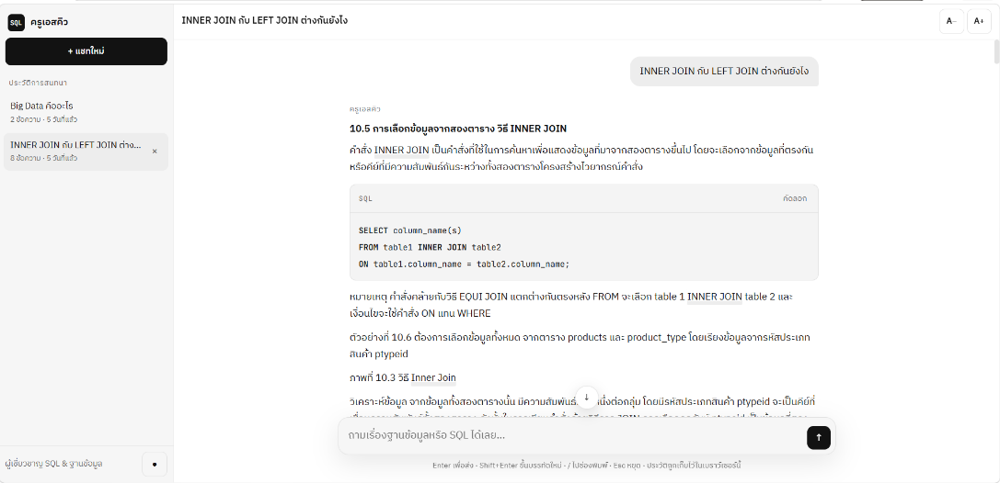 SQL ครูเอสคิว
+ แชทใหม่
ประวัติการสนทนา
Big Data คืออะไร
2 ข้อความ · 5 วันที่แล้ว
INNER JOIN กับ LEFT JOIN ต่าง...
8 ข้อความ · 5 วันที่แล้ว
×
ผู้เชี่ยวชาญ SQL & ฐานข้อมูล
INNER JOIN กับ LEFT JOIN ต่างกันยังไง
A−
A+
INNER JOIN กับ LEFT JOIN ต่างกันยังไง
ครูเอสคิว
10.5 การเลือกข้อมูลจากสองตาราง วิธี INNER JOIN
คำสั่ง INNER JOIN เป็นคำสั่งที่ใช้ในการค้นหาเพื่อแสดงข้อมูลที่มาจากสองตารางขึ้นไป โดยจะเลือกจากข้อมูลที่ตรงกัน
หรือคีย์ที่มีความสัมพันธ์กันระหว่างทั้งสองตารางโครงสร้างไวยากรณ์คำสั่ง
SQL
คัดลอก
SELECT column_name(s)
FROM table1 INNER JOIN table2
ON table1.column_name = table2.column_name;
หมายเหตุ คำสั่งคล้ายกับวิธี EQUI JOIN แตกต่างกันตรงหลัง FROM จะเลือก table 1 INNER JOIN table 2 และ
เงื่อนไขจะใช้คำสั่ง ON แทน WHERE
ตัวอย่างที่ 10.6 ต้องการเลือกข้อมูลทั้งหมด จากตาราง products และ product_type โดยเรียงข้อมูลจากรหัสประเภท
สินค้า ptypeid
ภาพที่ 10.3 วิธี Inner Join
วิเคราะห์ข้อมูล จากข้อมูลทั้งสองตารางนั้น มีความสัมพันธ์ นึ่งต่อกลุ่ม โดยมีรหัสประเภทสินค้า ptypeid จะเป็นคีย์ที่
ถามเรื่องฐานข้อมูลหรือ SQL ได้เลย...
Enter เพื่อส่ง · Shift+Enter ขึ้นบรรทัดใหม่ · / ไปช่องพิมพ์ · Esc หยุด · ประวัติถูกเก็บไว้ในเบราว์เซอร์นี้